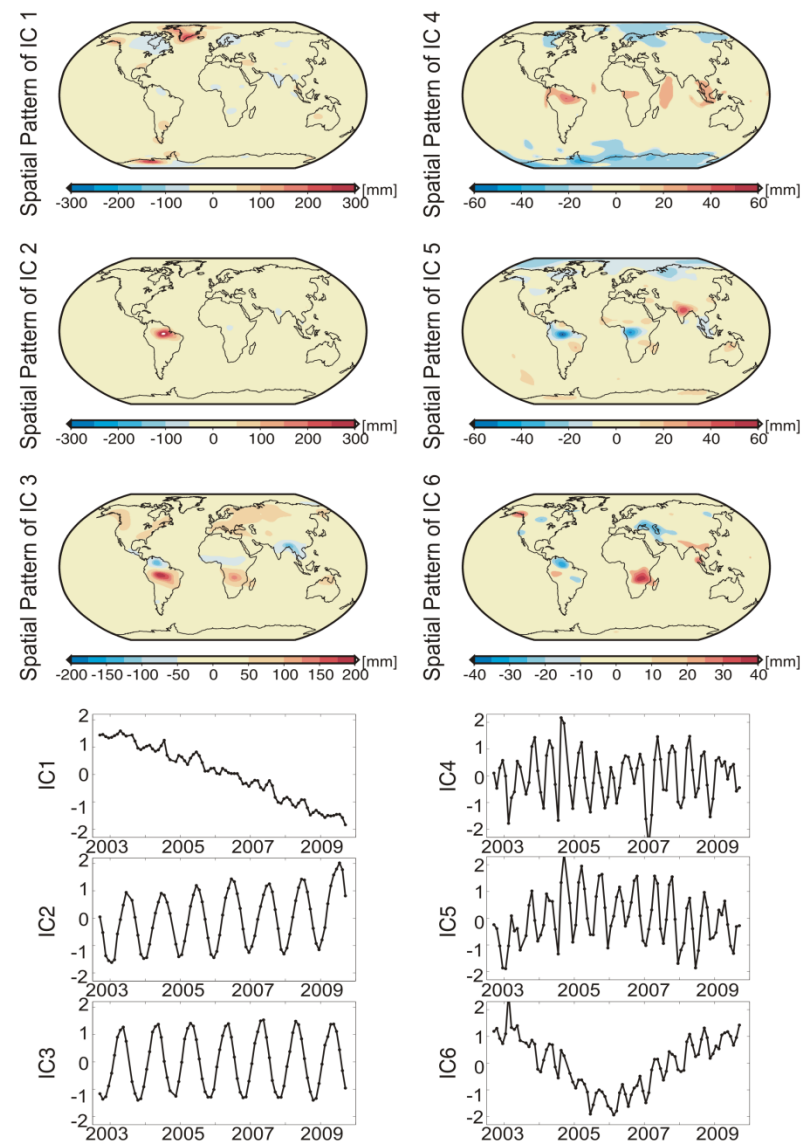 Spatial Pattern of IC 1
-300 -200 -100 0 100 200 300 [mm]
Spatial Pattern of IC 4
-60 -40 -20 0 20 40 60 [mm]
Spatial Pattern of IC 2
-300 -200 -100 0 100 200 300 [mm]
Spatial Pattern of IC 5
-60 -40 -20 0 20 40 60 [mm]
Spatial Pattern of IC 3
-200 -150 -100 -50 0 50 100 150 200 [mm]
Spatial Pattern of IC 6
-40 -30 -20 -10 0 10 20 30 40 [mm]
IC1
2
1
0
-1
-2
2003 2005 2007 2009
IC4
2
1
0
-1
-2
2003 2005 2007 2009
IC2
2
1
0
-1
-2
2003 2005 2007 2009
IC5
2
1
0
-1
-2
2003 2005 2007 2009
IC3
2
1
0
-1
-2
2003 2005 2007 2009
IC6
2
1
0
-1
-2
2003 2005 2007 2009